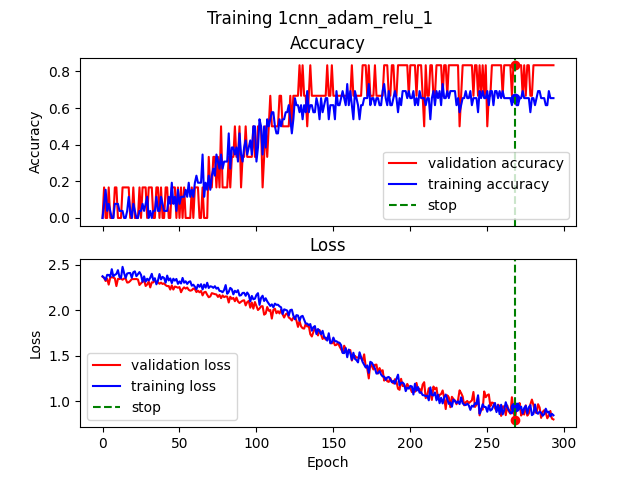 Training 1cnn_adam_relu_1
Accuracy
0.8
0.6
0.4
0.2
0.0
Accuracy
validation accuracy
training accuracy
stop
Loss
2.5
2.0
1.5
1.0
Loss
validation loss
training loss
stop
0 50 100 150 200 250 300
Epoch